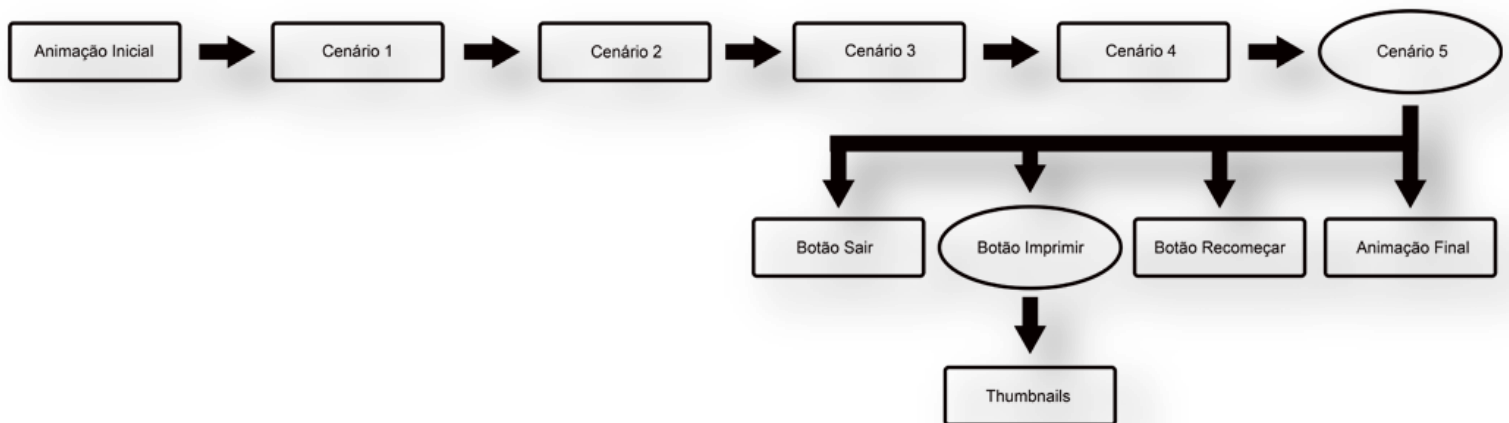 Animação Inicial
Cenário 1
Cenário 2
Cenário 3
Cenário 4
Cenário 5
Botão Sair
Botão Imprimir
Botão Recomeçar
Animação Final
Thumbnails